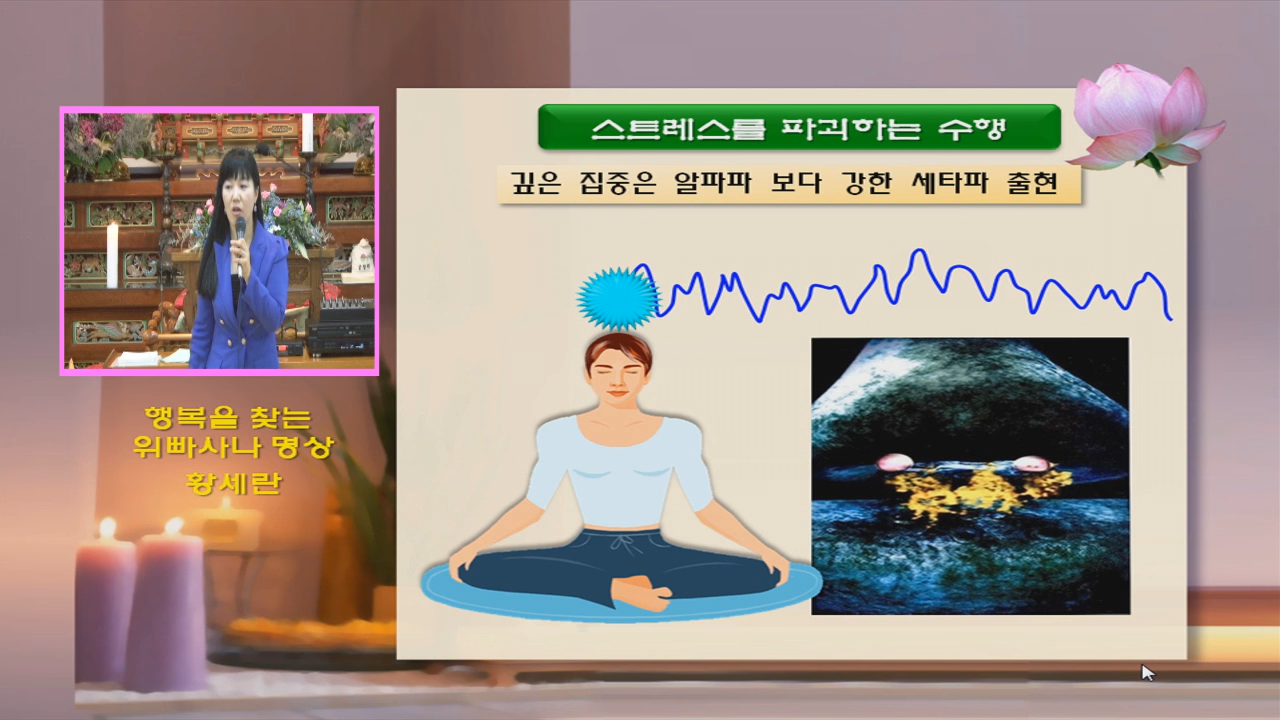 스트레스를 파괴하는 수행
깊은 집중은 알파파 보다 강한 세타파 출현
행복을 찾는
위빠사나 명상
황세란